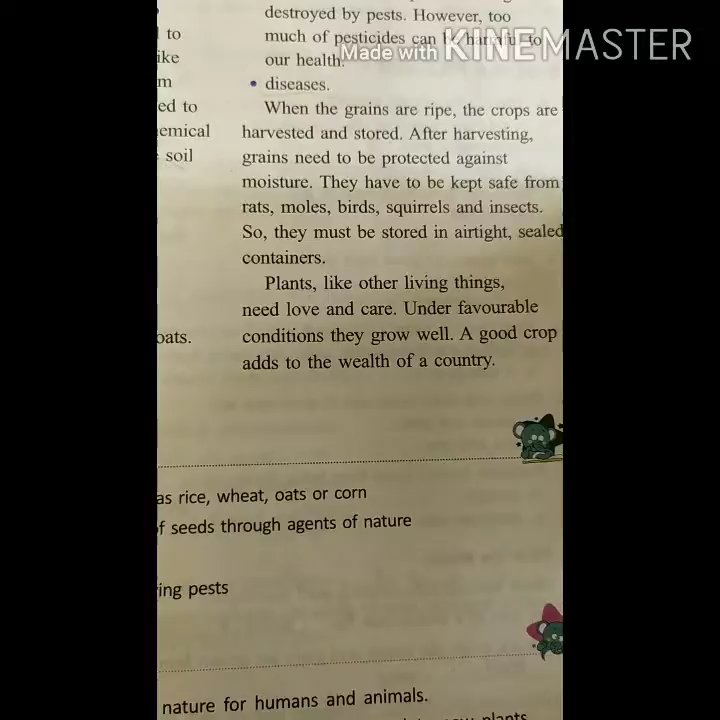 destroyed by pests. However, too
much of pesticides can be harmful to
our health.
• diseases.
When the grains are ripe, the crops are
harvested and stored. After harvesting,
grains need to be protected against
moisture. They have to be kept safe from
rats, moles, birds, squirrels and insects.
So, they must be stored in airtight, sealed
containers.
Plants, like other living things,
need love and care. Under favourable
conditions they grow well. A good crop
adds to the wealth of a country.
to
ike
m
ed to
emical
soil
oats.
as rice, wheat, oats or corn
f seeds through agents of nature
ing pests
nature for humans and animals.
plants
Made with KINEMASTER